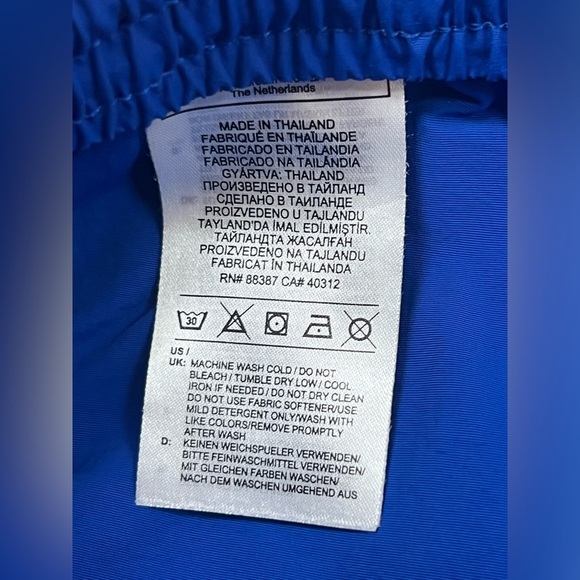 The Netherlands
MADE IN THAILAND
FABRIQUÉ EN THAÏLANDE
FABRICADO EN TAILANDIA
FABRICADO NA TAILÂNDIA
GYÁRTVA: THAILAND
ПРОИЗВЕДЕНО В ТАЙЛАНД
СДЕЛАНО В ТАИЛАНДЕ
PROIZVEDENO U TAJLANDU
TAYLAND'DA İMAL EDİLMİŞTİR.
ТАЙЛАНДТА ЖАСАЛҒАН
PROIZVEDENO NA TAJLANDU
FABRICAT ÎN THAILANDA
RN# 88387 CA# 40312
30
US /
UK: MACHINE WASH COLD / DO NOT
BLEACH / TUMBLE DRY LOW / COOL
IRON IF NEEDED / DO NOT DRY CLEAN
DO NOT USE FABRIC SOFTENER/USE
MILD DETERGENT ONLY/WASH WITH
LIKE COLORS/REMOVE PROMPTLY
AFTER WASH
D: KEINEN WEICHSPUELER VERWENDEN/
BITTE FEINWASCHMITTEL VERWENDEN/
MIT GLEICHEN FARBEN WASCHEN/
NACH DEM WASCHEN UMGEHEND AUS